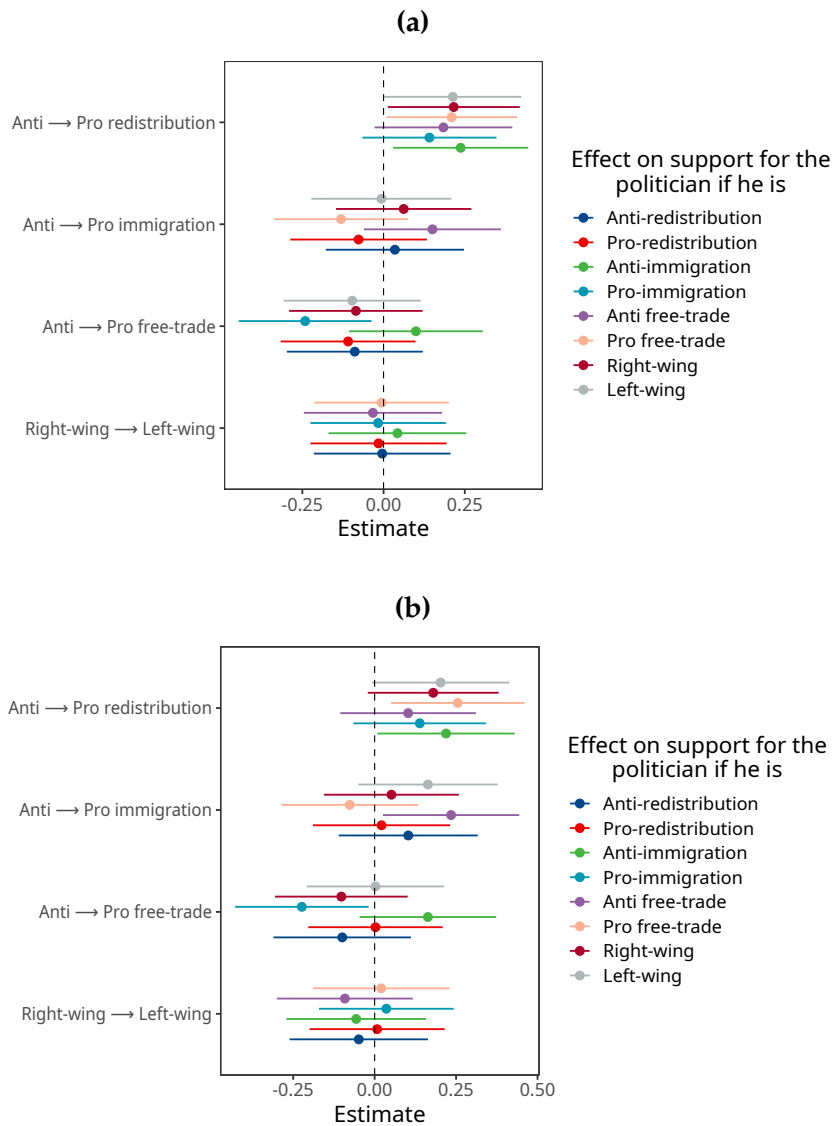 (a)
Anti ⟶ Pro redistribution
Anti ⟶ Pro immigration
Anti ⟶ Pro free-trade
Right-wing ⟶ Left-wing
-0.25 0.00 0.25
Estimate
Effect on support for the
politician if he is
Anti-redistribution
Pro-redistribution
Anti-immigration
Pro-immigration
Anti free-trade
Pro free-trade
Right-wing
Left-wing
(b)
Anti ⟶ Pro redistribution
Anti ⟶ Pro immigration
Anti ⟶ Pro free-trade
Right-wing ⟶ Left-wing
-0.25 0.00 0.25 0.50
Estimate
Effect on support for the
politician if he is
Anti-redistribution
Pro-redistribution
Anti-immigration
Pro-immigration
Anti free-trade
Pro free-trade
Right-wing
Left-wing